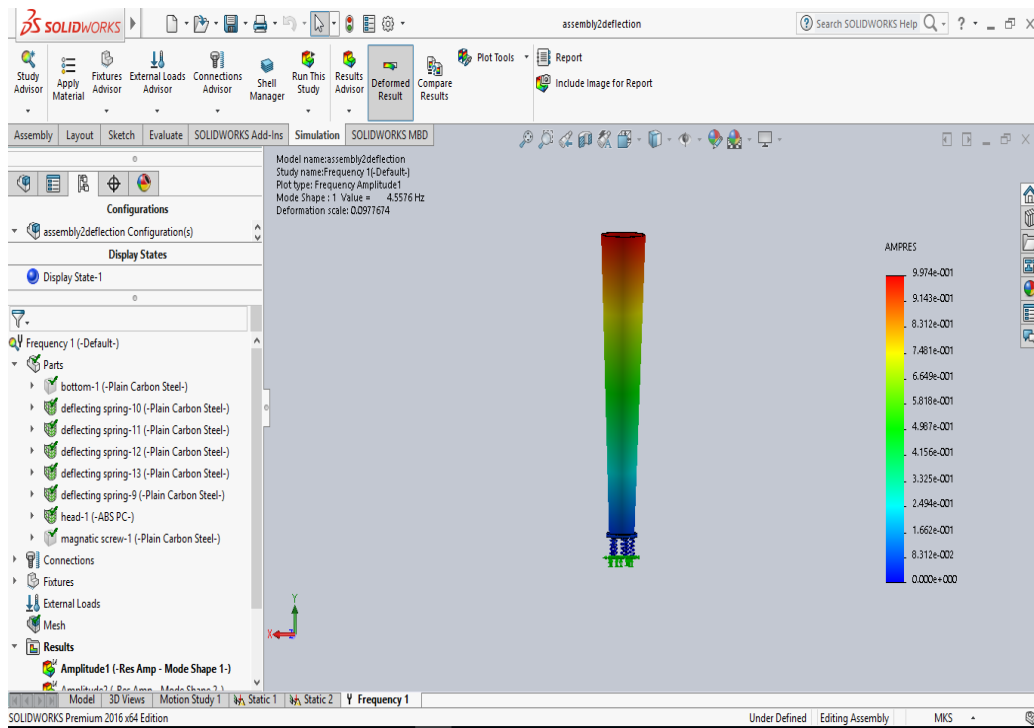 SOLIDWORKS
assembly2deflection
Search SOLIDWORKS Help
Study Advisor
Apply Material
Fixtures Advisor
External Loads Advisor
Connections Advisor
Shell Manager
Run This Study
Results Advisor
Deformed Result
Compare Results
Plot Tools
Report
Include Image for Report
Assembly
Layout
Sketch
Evaluate
SOLIDWORKS Add-Ins
Simulation
SOLIDWORKS MBD
Configurations
assembly2deflection Configuration(s)
Display States
Display State-1
Frequency 1 (-Default-)
Parts
bottom-1 (-Plain Carbon Steel-)
deflecting spring-10 (-Plain Carbon Steel-)
deflecting spring-11 (-Plain Carbon Steel-)
deflecting spring-12 (-Plain Carbon Steel-)
deflecting spring-13 (-Plain Carbon Steel-)
deflecting spring-9 (-Plain Carbon Steel-)
head-1 (-ABS PC-)
magnatic screw-1 (-Plain Carbon Steel-)
Connections
Fixtures
External Loads
Mesh
Results
Amplitude1 (-Res Amp - Mode Shape 1-)
Amplitude2 (-Res Amp - Mode Shape 2-)
Model name:assembly2deflection
Study name:Frequency 1(-Default-)
Plot type: Frequency Amplitude1
Mode Shape : 1 Value = 4.5576 Hz
Deformation scale: 0.0977674
AMPRES
9.974e-001
9.143e-001
8.312e-001
7.481e-001
6.649e-001
5.818e-001
4.987e-001
4.156e-001
3.325e-001
2.494e-001
1.662e-001
8.312e-002
0.000e+000
Y
X
Model
3D Views
Motion Study 1
Static 1
Static 2
Frequency 1
SOLIDWORKS Premium 2016 x64 Edition
Under Defined
Editing Assembly
MKS